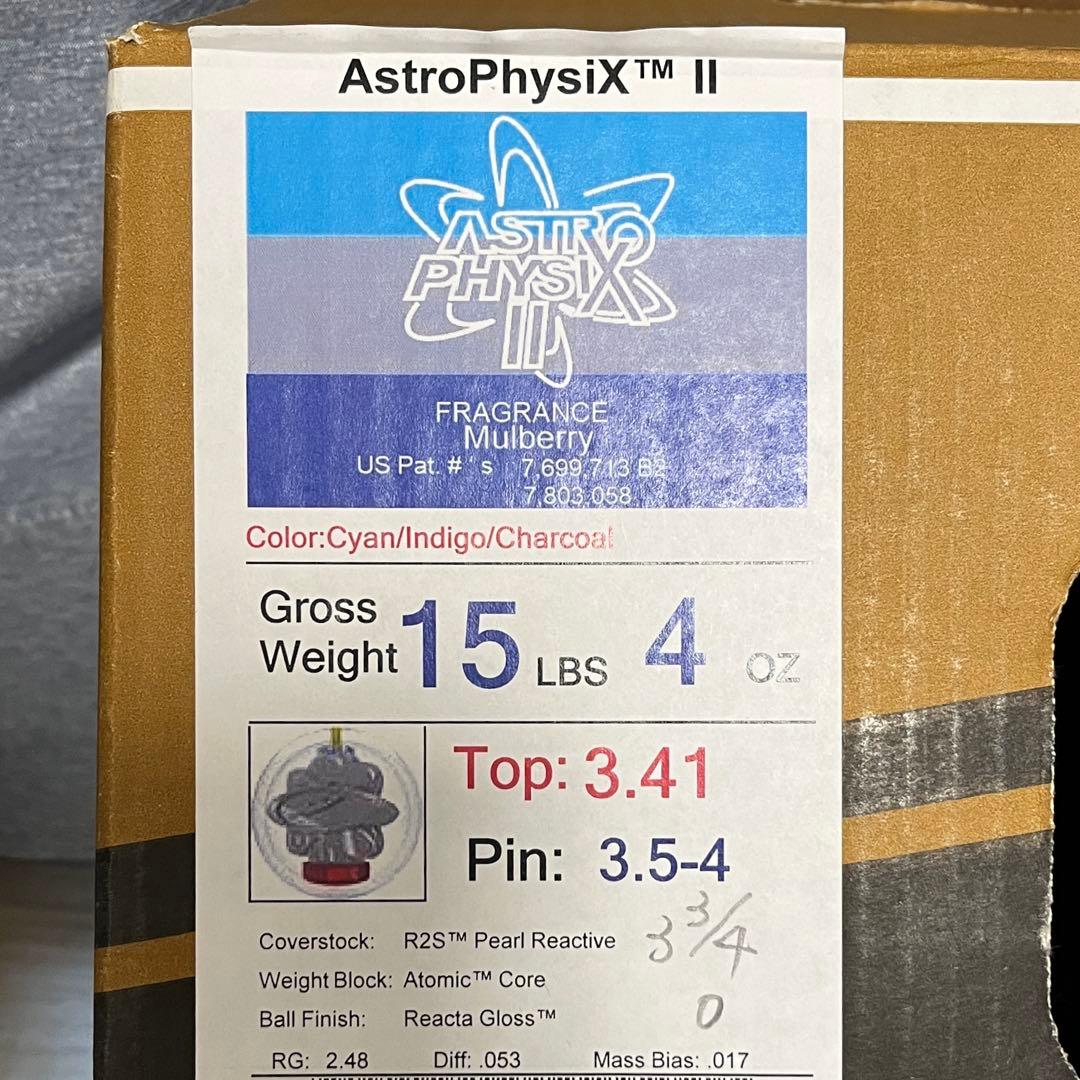 AstroPhysiX™ II
ASTRO
PHYSIX
II
FRAGRANCE
Mulberry
US Pat. # ' s 7,699,713 B2
7,803,058
Color:Cyan/Indigo/Charcoal
Gross
Weight 15 LBS 4 OZ
Top: 3.41
Pin: 3.5-4
3 3/4
Coverstock: R2S™ Pearl Reactive
Weight Block: Atomic™ Core
0
Ball Finish: Reacta Gloss™
RG: 2.48 Diff: .053 Mass Bias: .017